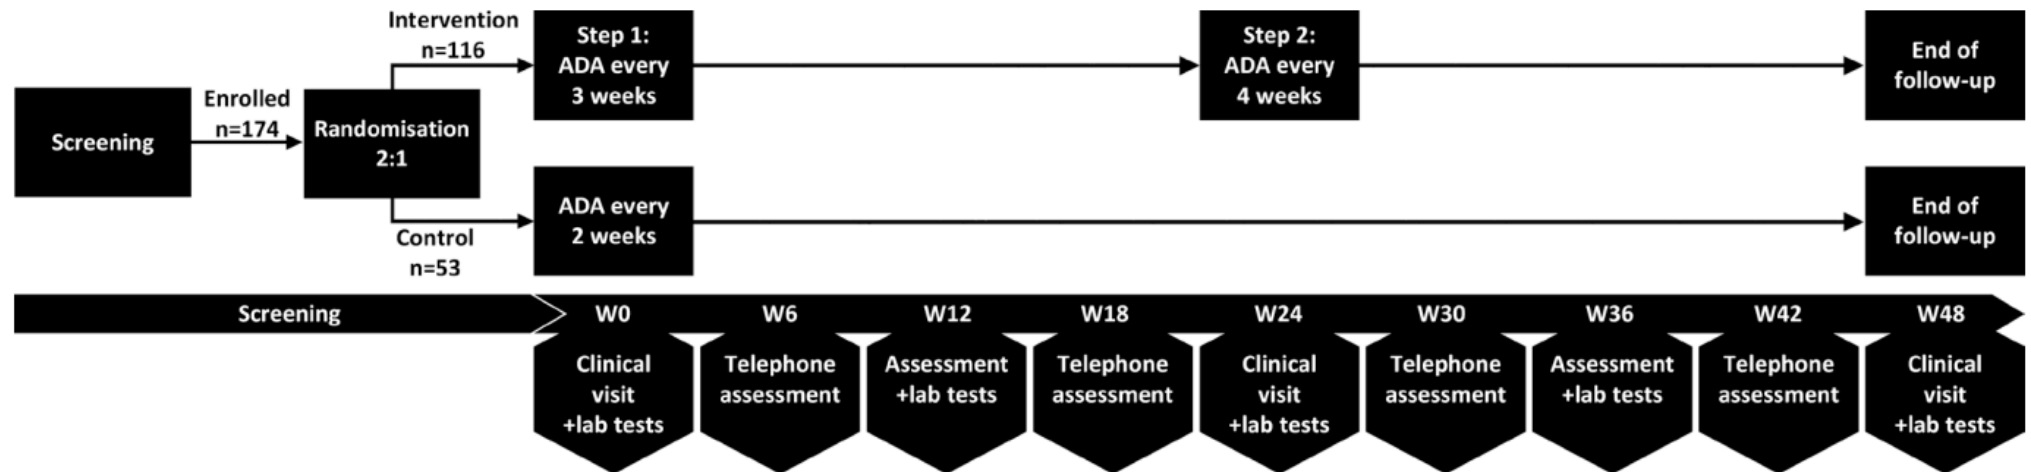 Screening
Enrolled
n=174
Randomisation
2:1
Intervention
n=116
Control
n=53
Step 1:
ADA every
3 weeks
Step 2:
ADA every
4 weeks
End of
follow-up
ADA every
2 weeks
End of
follow-up
Screening
W0
W6
W12
W18
W24
W30
W36
W42
W48
Clinical
visit
+lab tests
Telephone
assessment
Assessment
+lab tests
Telephone
assessment
Clinical
visit
+lab tests
Telephone
assessment
Assessment
+lab tests
Telephone
assessment
Clinical
visit
+lab tests